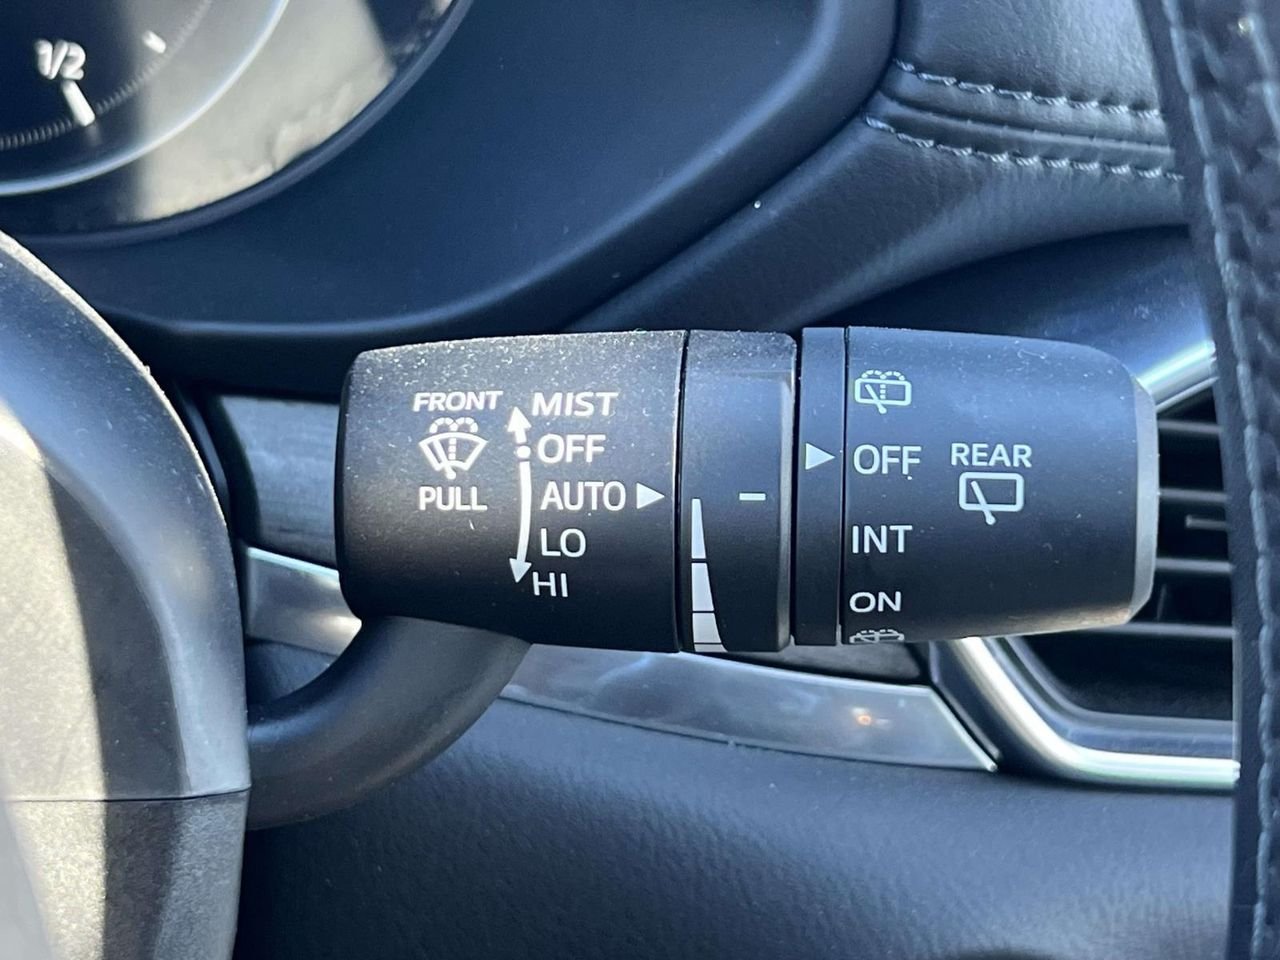 1/2
FRONT
PULL
MIST
OFF
AUTO
LO
HI
OFF
INT
ON
REAR